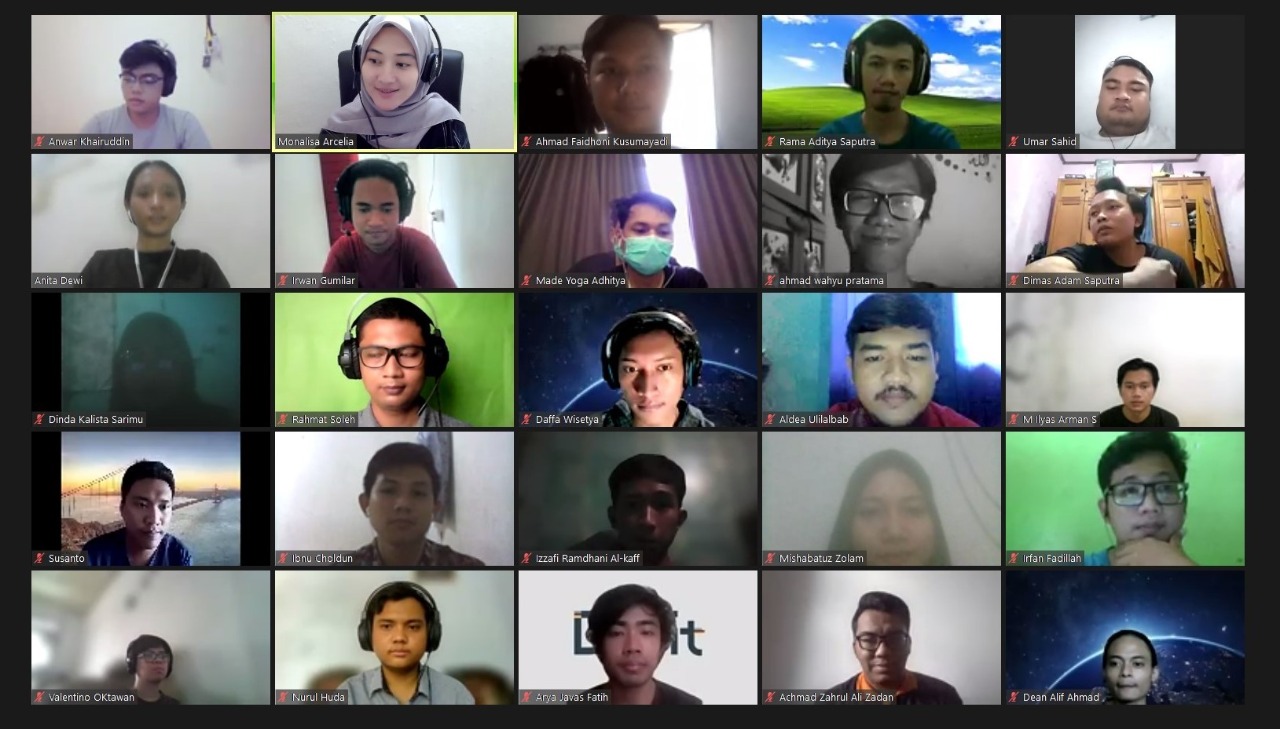 Anwar Khairuddin
Monalisa Arcelia
Ahmad Faidhoni Kusumayadi
Rama Aditya Saputra
Umar Sahid
Anita Dewi
Irwan Gumilar
Made Yoga Adhitya
ahmad wahyu pratama
Dimas Adam Saputra
Dinda Kalista Sarimu
Rahmat Soleh
Daffa Wisetya
Aldea Ulilalbab
M Ilyas Arman S
Susanto
Ibnu Choldun
Izzafi Ramdhani Al-kaff
Mishabatuz Zolam
Irfan Fadillah
Valentino OKtawan
Nurul Huda
Arya Javas Fatih
Achmad Zahrul Ali Zadan
Dean Alif Ahmad